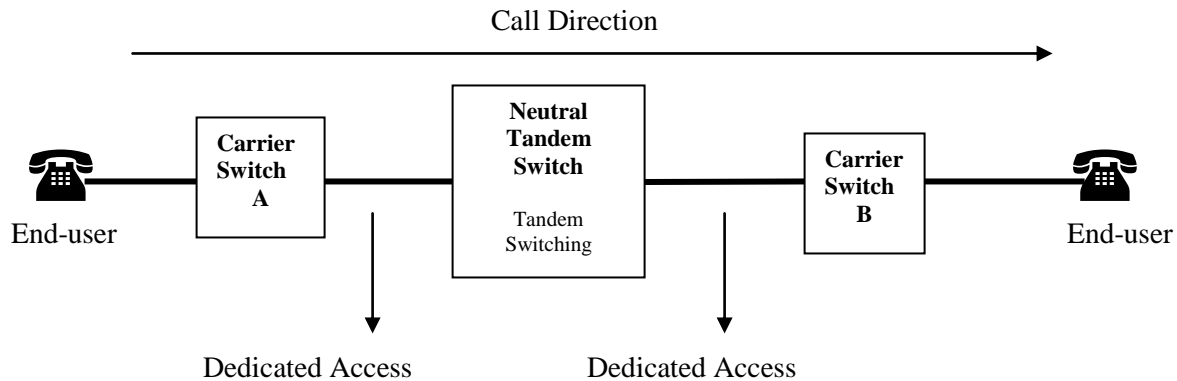 Call Direction
Neutral
Tandem
Switch
Tandem
Switching
Carrier
Switch
A
Carrier
Switch
B
End-user
End-user
Dedicated Access
Dedicated Access